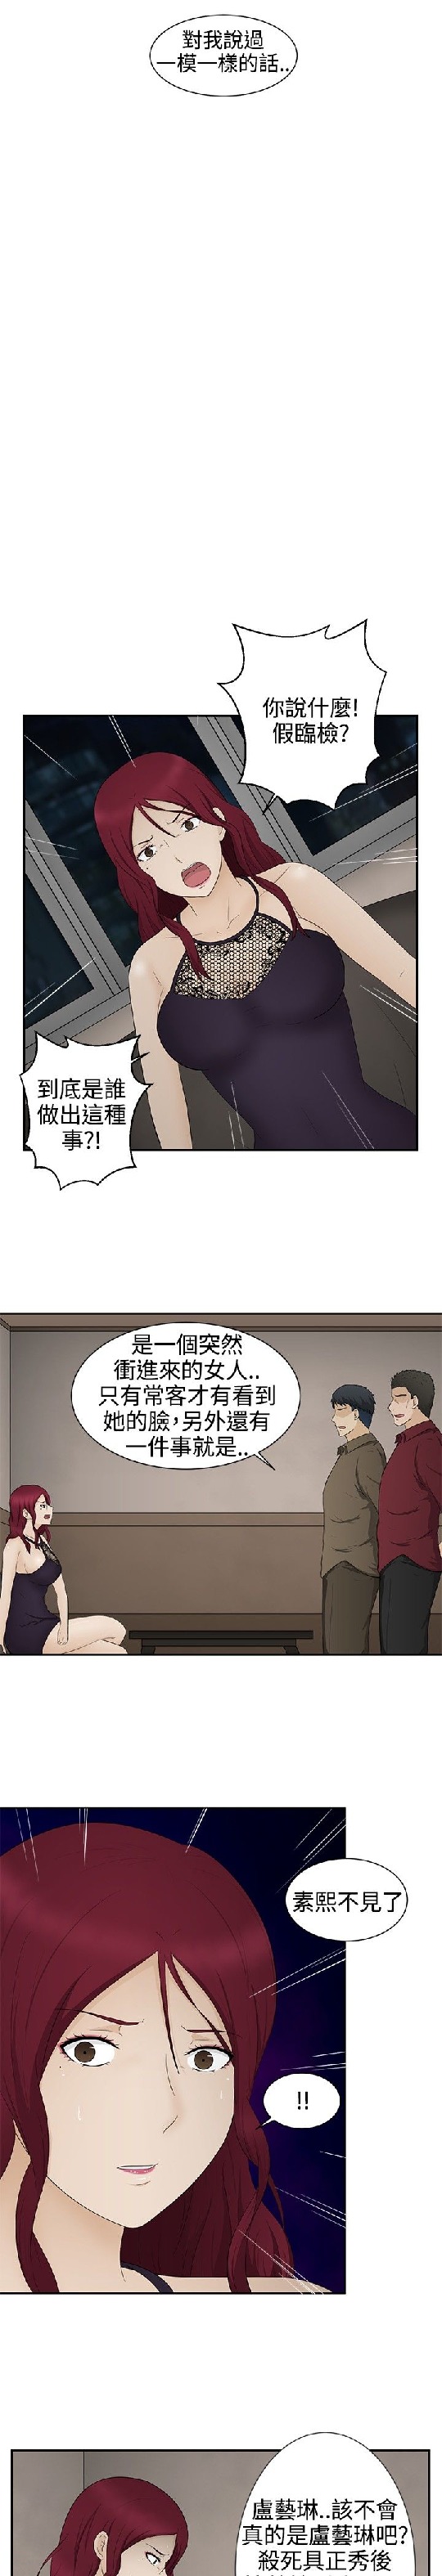 對我說過
一模一樣的話..
你說什麼!
假臨檢?
到底是誰
做出這種
事?!
是一個突然
衝進來的女人..
只有常客才有看到
她的臉,另外還有
一件事就是..
素熙不見了
!!
盧藝琳..該不會
真的是盧藝琳吧?
殺死具正秀後